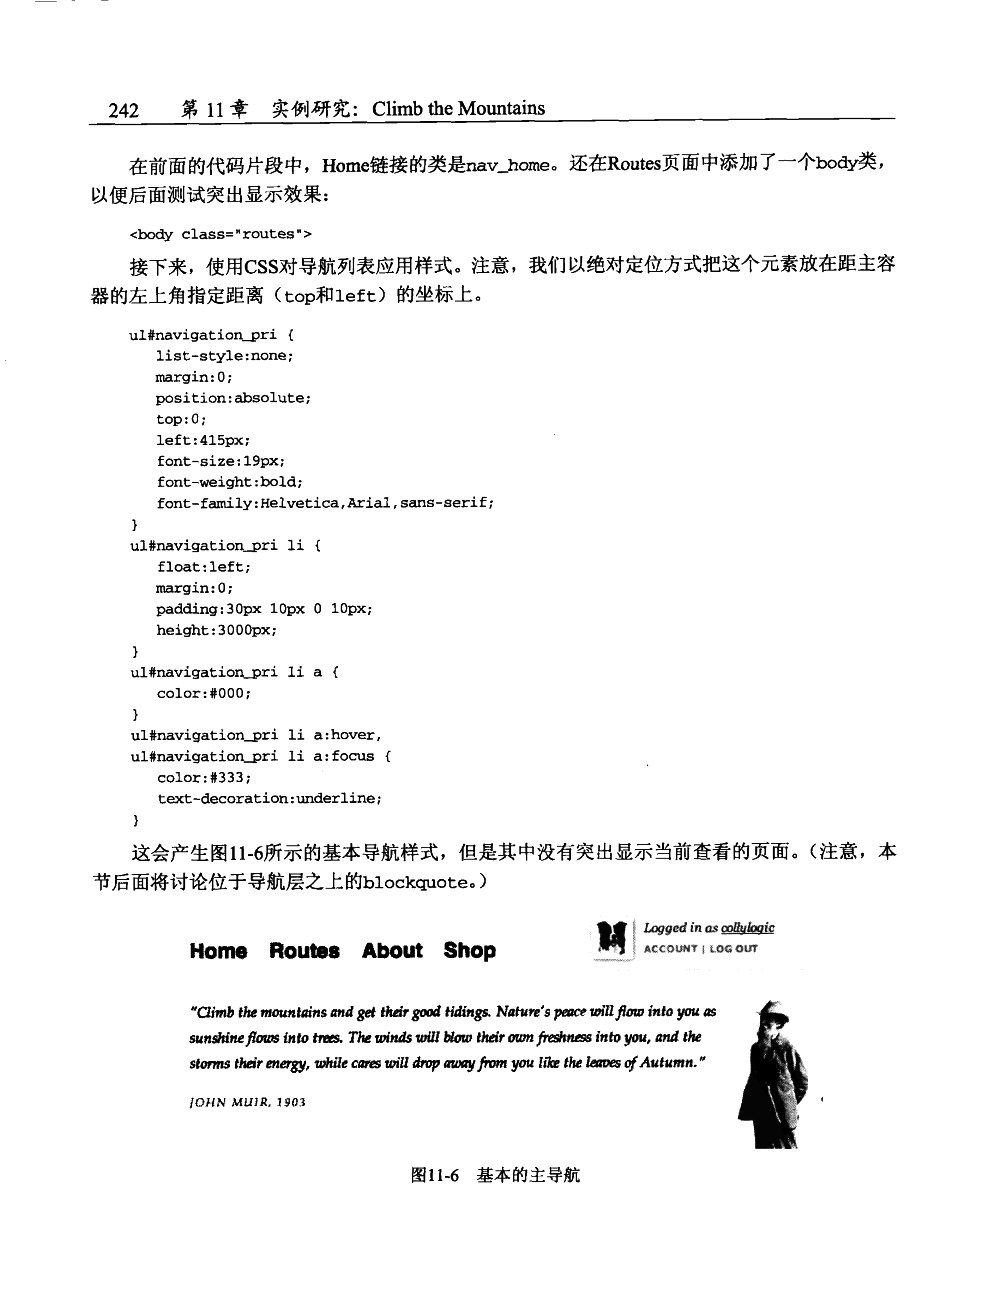 242 第 11 章 实例研究：Climb the Mountains
在前面的代码片段中，Home链接的类是nav_home。还在Routes页面中添加了一个body类，
以便后面测试突出显示效果：
<body class="routes">
接下来，使用CSS对导航列表应用样式。注意，我们以绝对定位方式把这个元素放在距主容
器的左上角指定距离（top和left）的坐标上。
ul#navigation_pri {
list-style:none;
margin:0;
position:absolute;
top:0;
left:415px;
font-size:19px;
font-weight:bold;
font-family:Helvetica,Arial,sans-serif;
}
ul#navigation_pri li {
float:left;
margin:0;
padding:30px 10px 0 10px;
height:3000px;
}
ul#navigation_pri li a {
color:#000;
}
ul#navigation_pri li a:hover,
ul#navigation_pri li a:focus {
color:#333;
text-decoration:underline;
}
这会产生图11-6所示的基本导航样式，但是其中没有突出显示当前查看的页面。（注意，本
节后面将讨论位于导航层之上的blockquote。）
Logged in as collylogic
ACCOUNT | LOG OUT
Home Routes About Shop
"Climb the mountains and get their good tidings. Nature's peace will flow into you as
sunshine flows into trees. The winds will blow their own freshness into you, and the
storms their energy, while cares will drop away from you like the leaves of Autumn."
JOHN MUIR, 1903
图11-6 基本的主导航